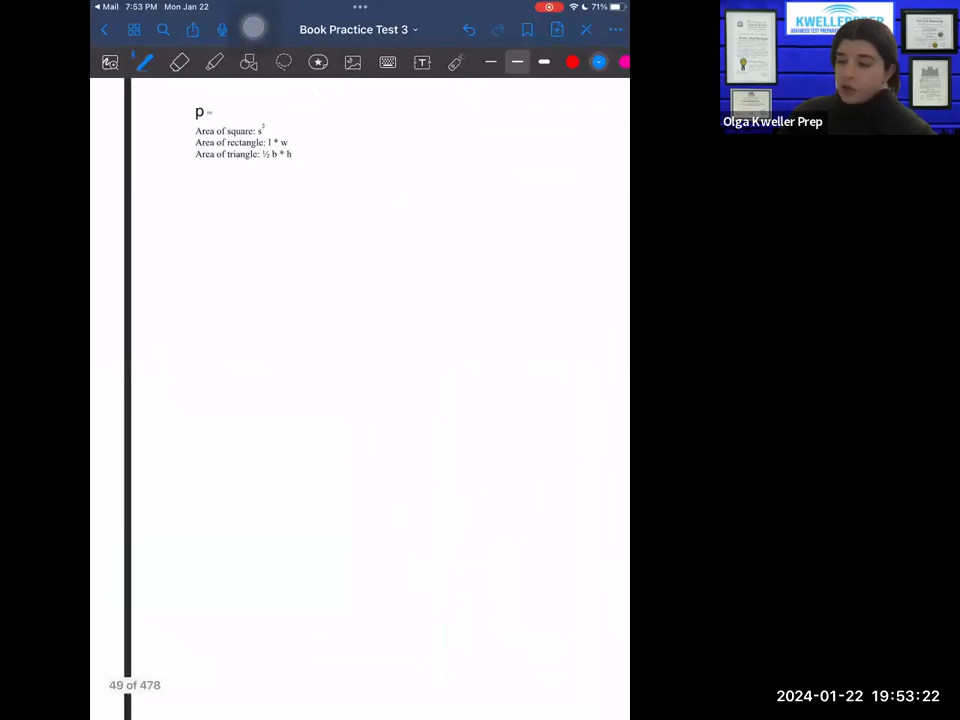 Mail 7:53 PM Mon Jan 22
71%
Book Practice Test 3
p =
Area of square: s²
Area of rectangle: l * w
Area of triangle: ½ b * h
49 of 478
KWELLERPREP
ADVANCED TEST PREPARATION
Olga Kweller Prep
2024-01-22 19:53:22